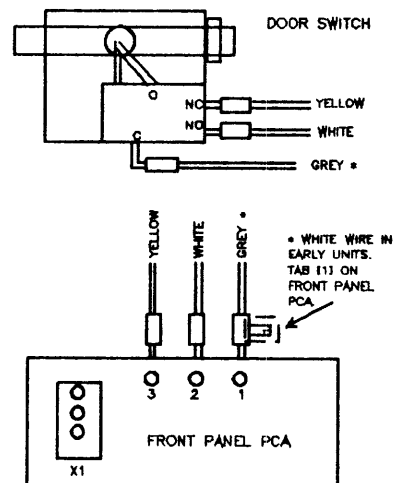 DOOR SWITCH
NC
YELLOW
NO
WHITE
C
GREY *
YELLOW
WHITE
GREY *
* WHITE WIRE IN
EARLY UNITS.
TAB [1] ON
FRONT PANEL
PCA
3
2
1
FRONT PANEL PCA
X1